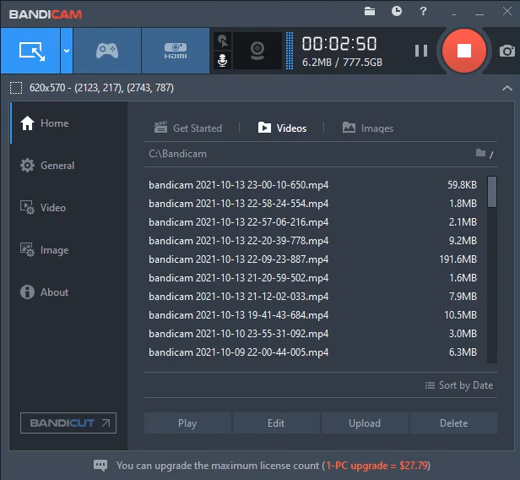 BANDICAM
?
HDMI
00:02:50
6.2MB / 777.5GB
620x570 - (2123, 217), (2743, 787)
Home
General
Video
Image
About
BANDICUT
Get Started
Videos
Images
C:\Bandicam
/
bandicam 2021-10-13 23-00-10-650.mp4 59.8KB
bandicam 2021-10-13 22-58-24-554.mp4 1.8MB
bandicam 2021-10-13 22-57-06-216.mp4 2.1MB
bandicam 2021-10-13 22-20-39-778.mp4 9.2MB
bandicam 2021-10-13 22-09-23-887.mp4 191.6MB
bandicam 2021-10-13 21-20-59-502.mp4 1.6MB
bandicam 2021-10-13 21-12-02-033.mp4 7.9MB
bandicam 2021-10-13 19-41-43-684.mp4 10.5MB
bandicam 2021-10-10 23-55-31-092.mp4 3.0MB
bandicam 2021-10-09 22-00-44-005.mp4 6.3MB
Sort by Date
Play
Edit
Upload
Delete
You can upgrade the maximum license count (1-PC upgrade = $27.79)